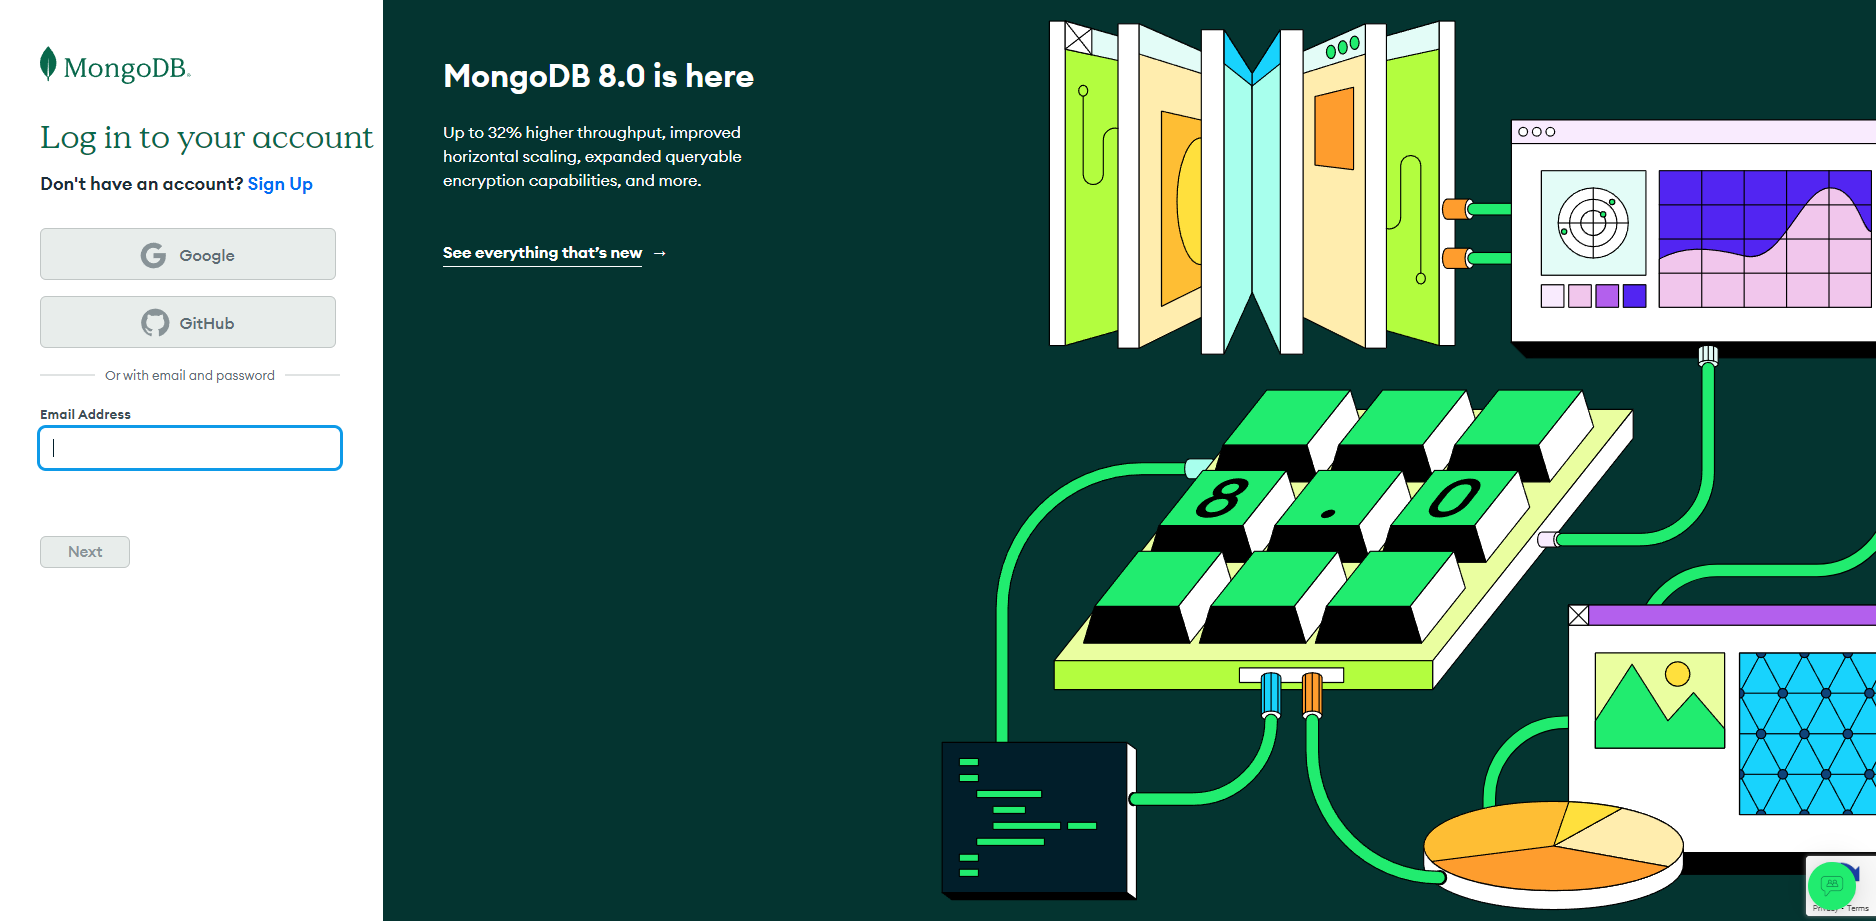 MongoDB.
Log in to your account
Don't have an account? Sign Up
Google
GitHub
Or with email and password
Email Address
Next
MongoDB 8.0 is here
Up to 32% higher throughput, improved
horizontal scaling, expanded queryable
encryption capabilities, and more.
See everything that’s new →
8 . 0
Terms